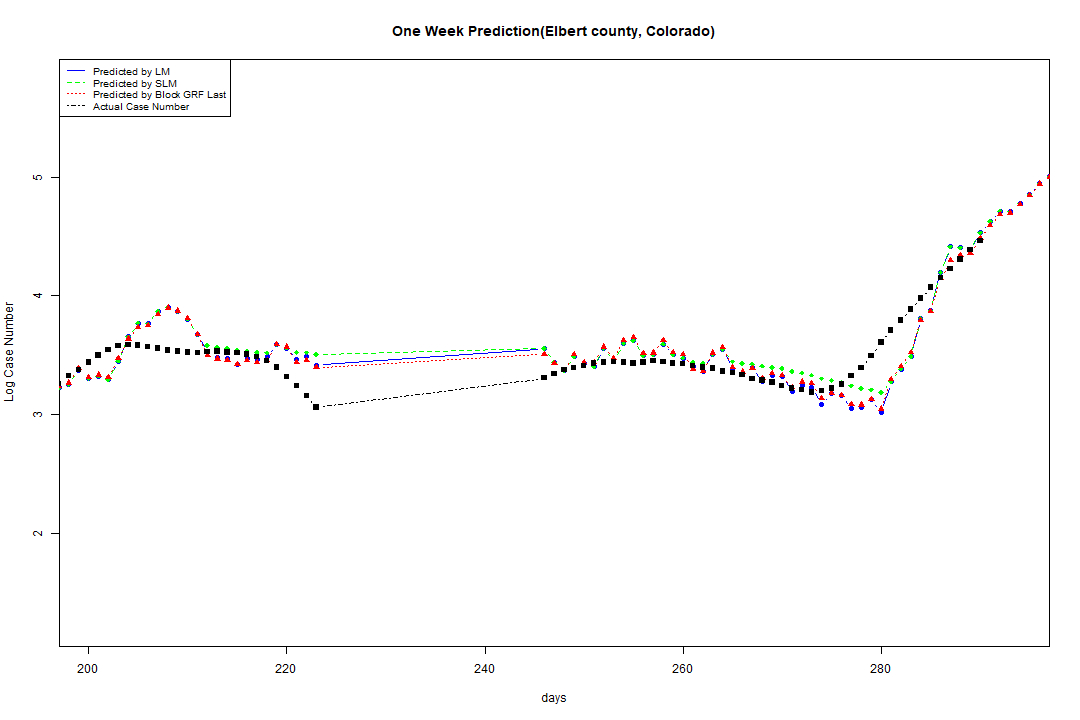 One Week Prediction(Elbert county, Colorado)
Predicted by LM
Predicted by SLM
Predicted by Block GRF Last
Actual Case Number
5
4
3
2
Log Case Number
200 220 240 260 280
days